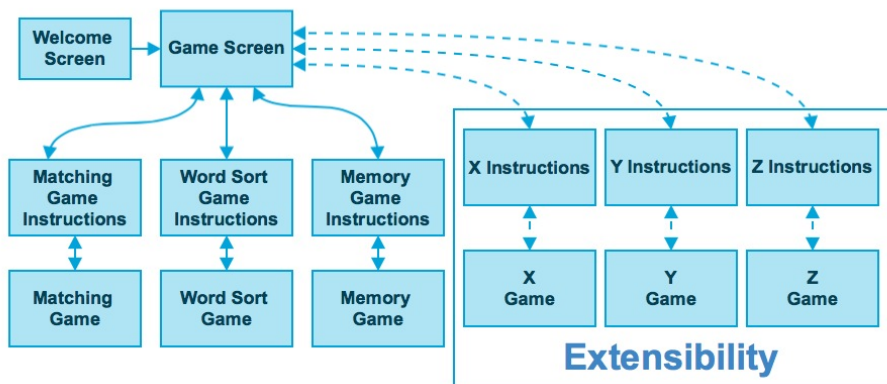 Welcome
Screen
Game Screen
Matching
Game
Instructions
Word Sort
Game
Instructions
Memory
Game
Instructions
X Instructions
Y Instructions
Z Instructions
Matching
Game
Word Sort
Game
Memory
Game
X
Game
Y
Game
Z
Game
Extensibility